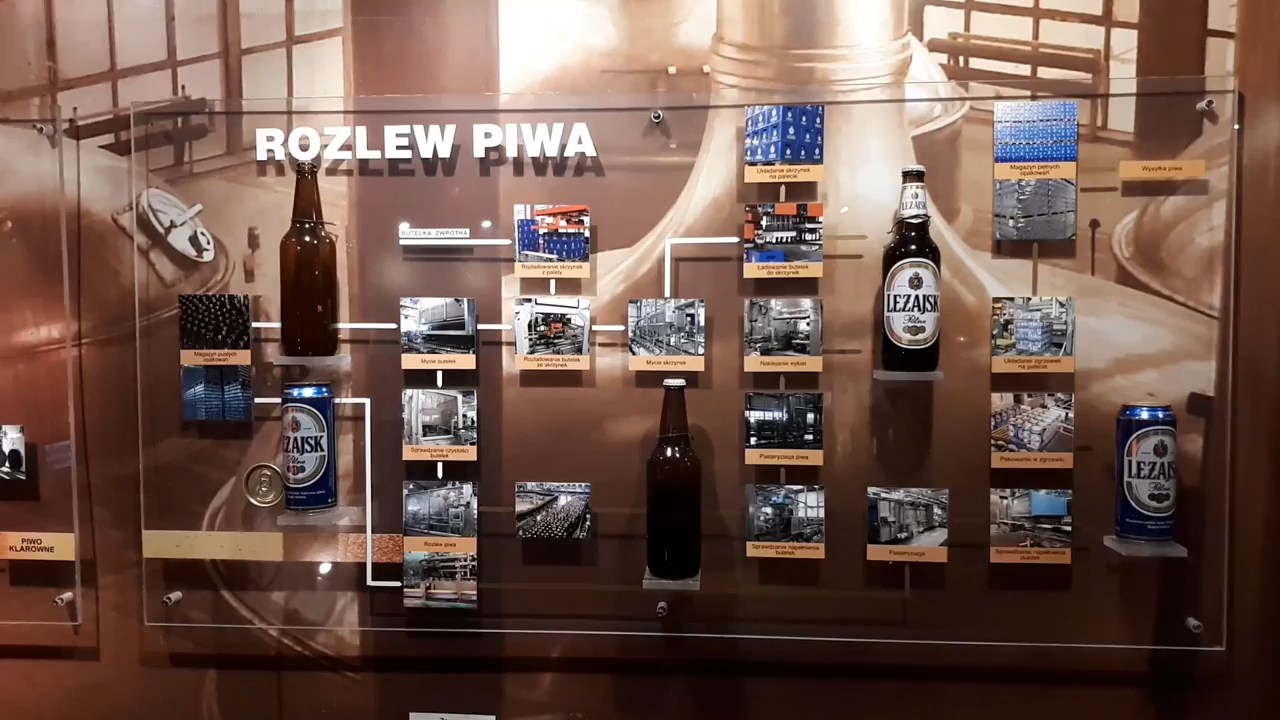 ROZLEW PIWA
BUTELKA ZWROTNA
Rozładowanie skrzynek
z palety
Układanie skrzynek
na palecie
Magazyn pełnych
opakowań
Wysyłka piwa
Ładowanie butelek
do skrzynek
LEŻAJSK
LEŻAJSK
Pilsne
Magazyn pustych
opakowań
Mycie butelek
Rozładowanie butelek
ze skrzynek
Mycie skrzynek
Naklejanie etykiet
Układanie zgrzewek
na palecie
LEŻAJSK
Sprawdzanie czystości
butelek
Pasteryzacja piwa
Pakowanie w zgrzewki
LEŻAJSK
PIWO
KLAROWNE
Rozlew piwa
Sprawdzanie napełnienia
butelek
Pasteryzacja
Sprawdzanie napełnienia
puszek